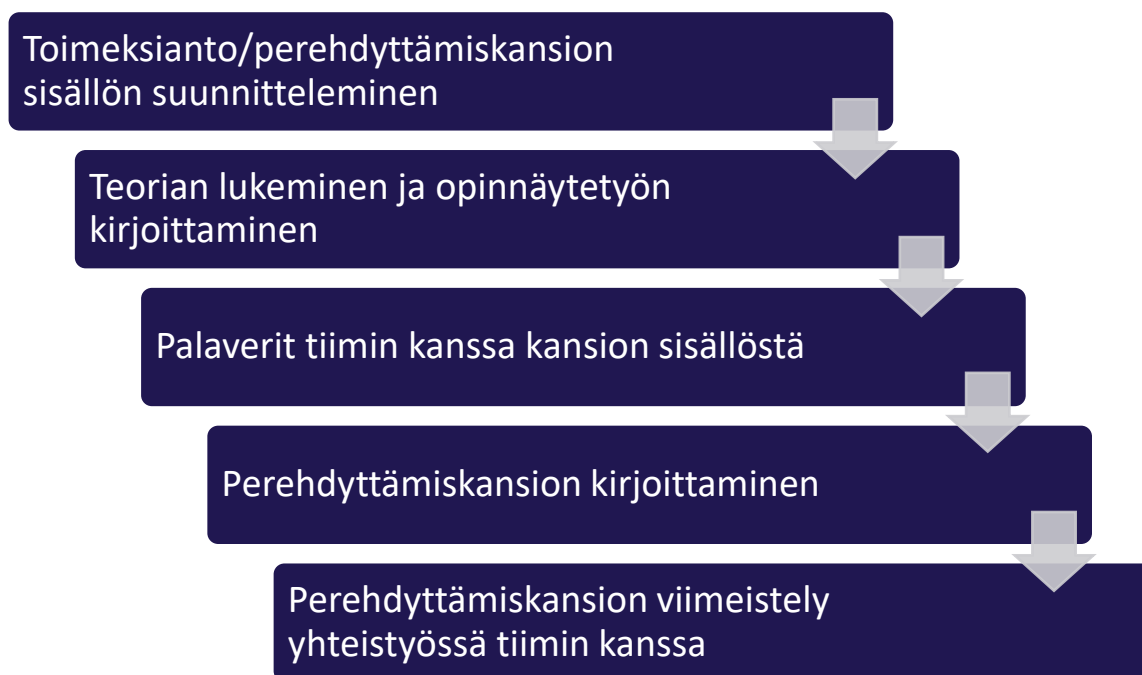 Toimeksianto/perehdyttämiskansion
sisällön suunnitteleminen
Teorian lukeminen ja opinnäytetyön
kirjoittaminen
Palaverit tiimin kanssa kansion sisällöstä
Perehdyttämiskansion kirjoittaminen
Perehdyttämiskansion viimeistely
yhteistyössä tiimin kanssa